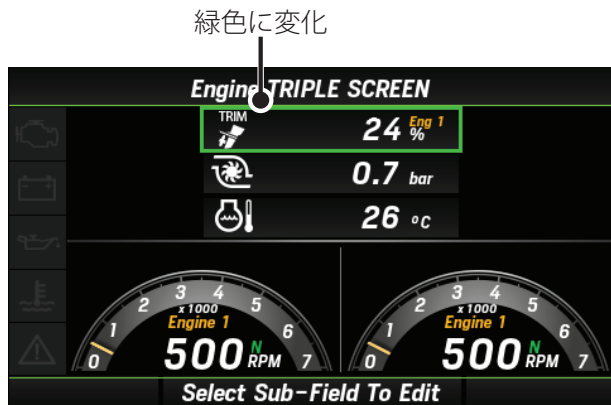 緑色に変化
Engine TRIPLE SCREEN
TRIM
24 % Eng 1
0.7 bar
26 °C
0 1 2 3 4 5 6 7
x 1000
Engine 1
500 N RPM
0 1 2 3 4 5 6 7
x 1000
Engine 1
500 N RPM
Select Sub-Field To Edit